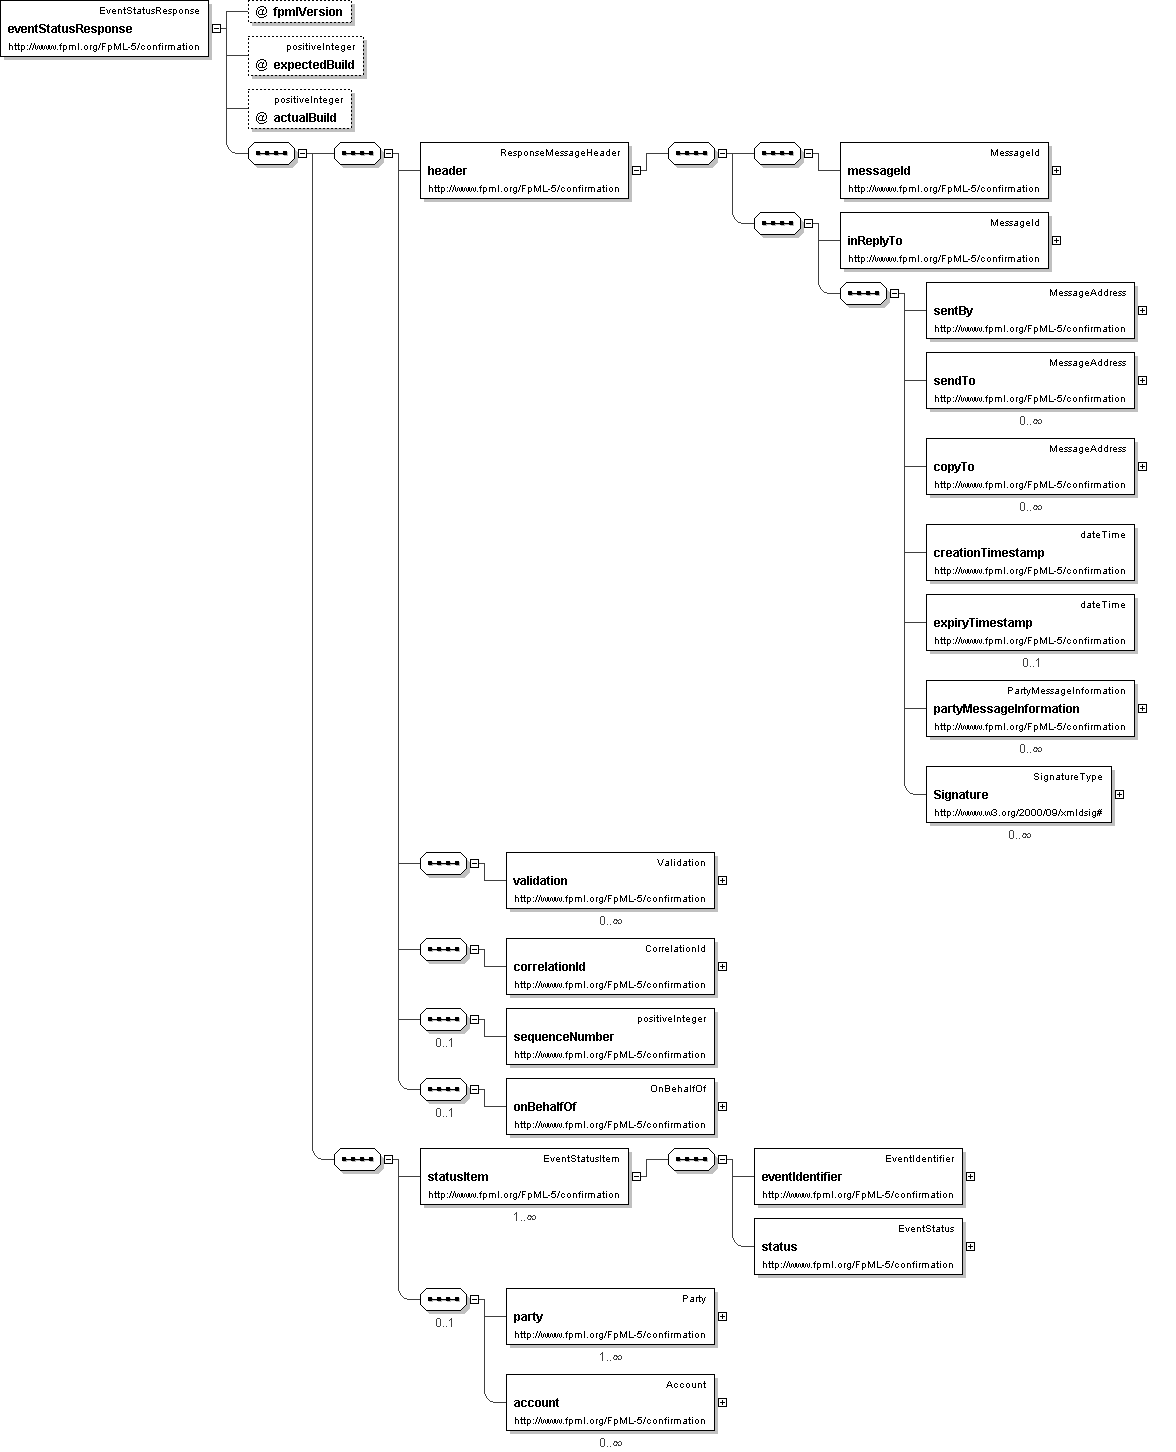 EventStatusResponse
eventStatusResponse
http://www.fpml.org/FpML-5/confirmation
@ fpmlVersion
positiveInteger
@ expectedBuild
positiveInteger
@ actualBuild
ResponseMessageHeader
header
http://www.fpml.org/FpML-5/confirmation
MessageId
messageId
http://www.fpml.org/FpML-5/confirmation
MessageId
inReplyTo
http://www.fpml.org/FpML-5/confirmation
MessageAddress
sentBy
http://www.fpml.org/FpML-5/confirmation
MessageAddress
sendTo
http://www.fpml.org/FpML-5/confirmation
0..∞
MessageAddress
copyTo
http://www.fpml.org/FpML-5/confirmation
0..∞
dateTime
creationTimestamp
http://www.fpml.org/FpML-5/confirmation
dateTime
expiryTimestamp
http://www.fpml.org/FpML-5/confirmation
0..1
PartyMessageInformation
partyMessageInformation
http://www.fpml.org/FpML-5/confirmation
0..∞
SignatureType
Signature
http://www.w3.org/2000/09/xmldsig#
0..∞
Validation
validation
http://www.fpml.org/FpML-5/confirmation
0..∞
CorrelationId
correlationId
http://www.fpml.org/FpML-5/confirmation
positiveInteger
sequenceNumber
http://www.fpml.org/FpML-5/confirmation
0..1
OnBehalfOf
onBehalfOf
http://www.fpml.org/FpML-5/confirmation
0..1
EventStatusItem
statusItem
http://www.fpml.org/FpML-5/confirmation
1..∞
EventIdentifier
eventIdentifier
http://www.fpml.org/FpML-5/confirmation
EventStatus
status
http://www.fpml.org/FpML-5/confirmation
0..1
Party
party
http://www.fpml.org/FpML-5/confirmation
1..∞
Account
account
http://www.fpml.org/FpML-5/confirmation
0..∞